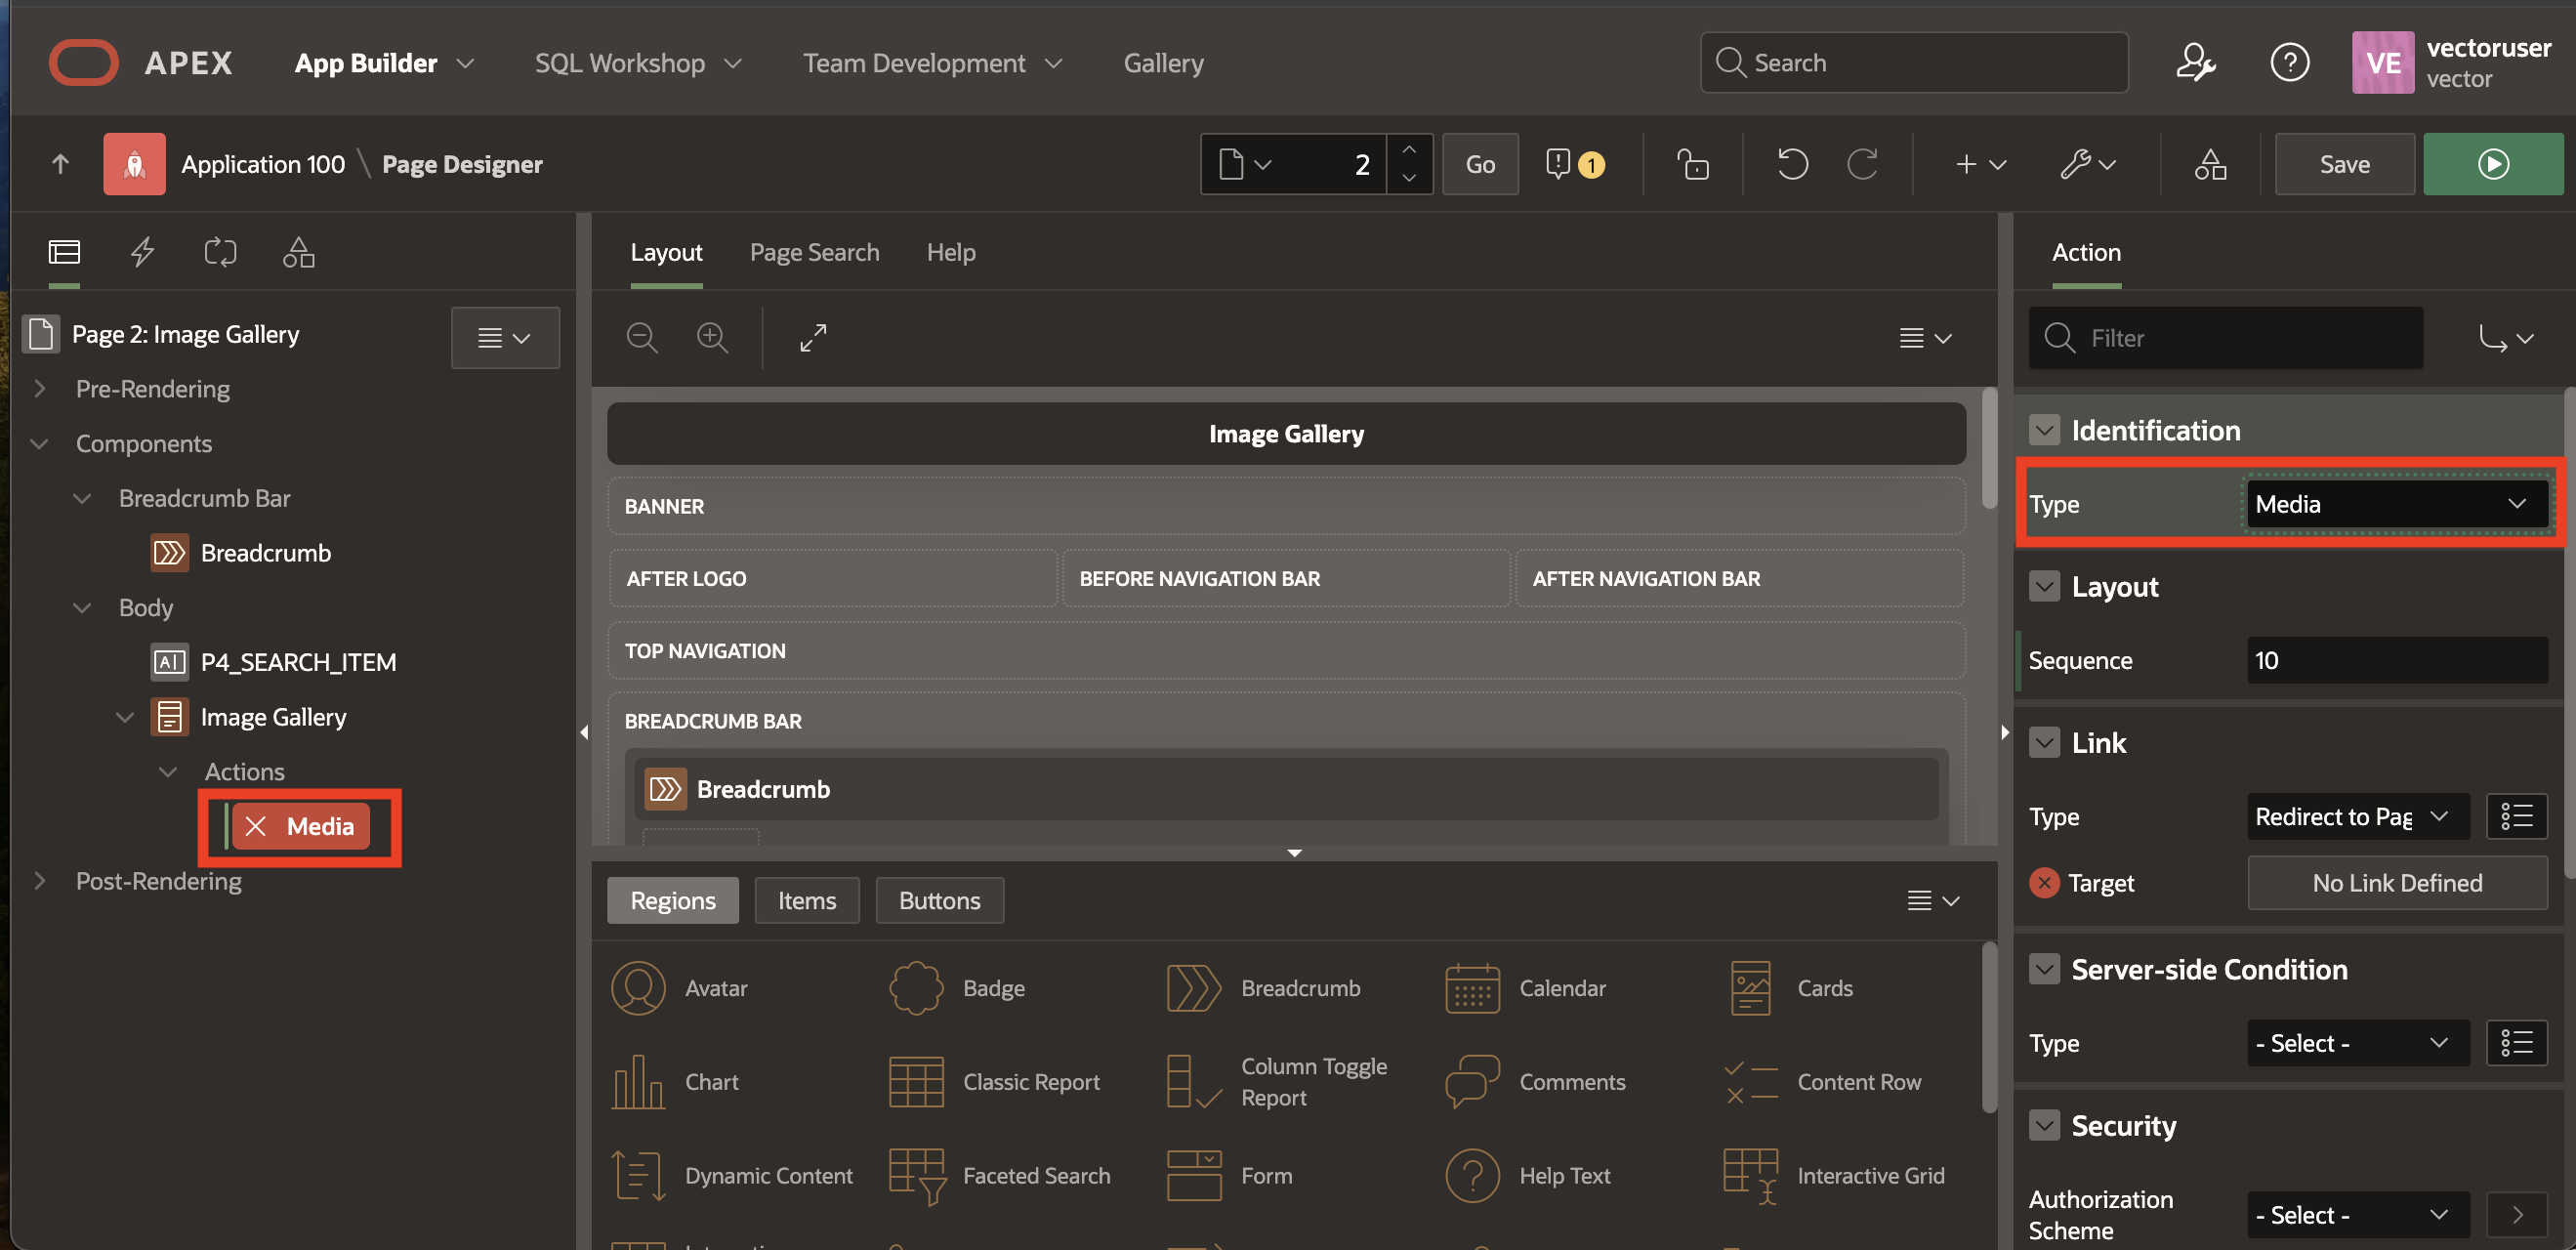 APEX App Builder SQL Workshop Team Development Gallery Search VE vectoruser
vector
Application 100 \ Page Designer 2 Go 1 Save
Layout Page Search Help
Action
Page 2: Image Gallery
Filter
Pre-Rendering
Components
Breadcrumb Bar
Breadcrumb
Body
P4_SEARCH_ITEM
Image Gallery
Actions
Media
Post-Rendering
Image Gallery
BANNER
AFTER LOGO BEFORE NAVIGATION BAR AFTER NAVIGATION BAR
TOP NAVIGATION
BREADCRUMB BAR
Breadcrumb
Regions Items Buttons
Avatar Badge Breadcrumb Calendar Cards
Chart Classic Report Column Toggle
Report Comments Content Row
Dynamic Content Faceted Search Form Help Text Interactive Grid
Identification
Type Media
Layout
Sequence 10
Link
Type Redirect to Pag
Target No Link Defined
Server-side Condition
Type - Select -
Security
Authorization
Scheme - Select -